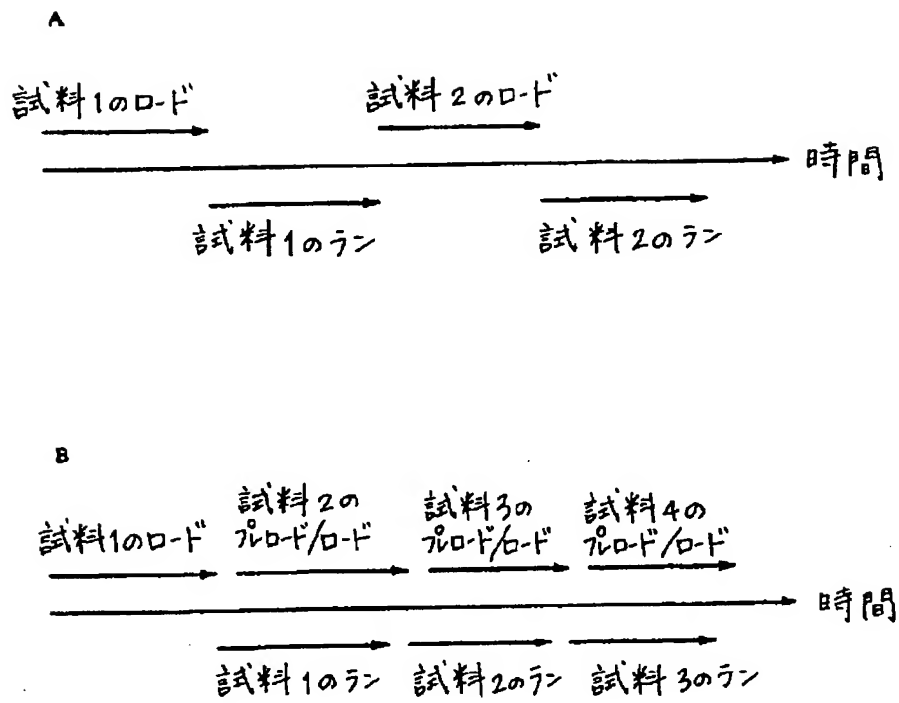 A
試料1のロード
試料2のロード
時間
試料1のラン
試料2のラン
B
試料1のロード
試料2の
プレロード/ロード
試料3の
プレロード/ロード
試料4の
プレロード/ロード
時間
試料1のラン
試料2のラン
試料3のラン